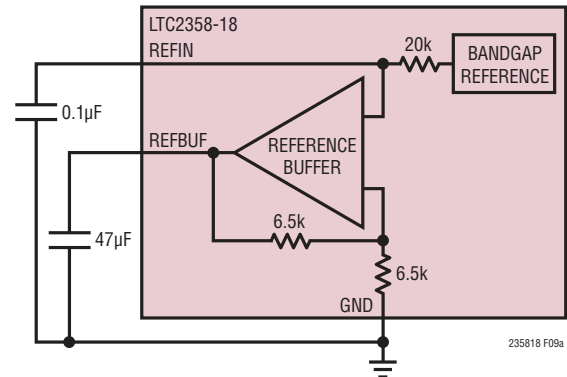 LTC2358-18
REFIN
20k
BANDGAP
REFERENCE
0.1µF
REFBUF
REFERENCE
BUFFER
6.5k
47µF
6.5k
GND
235818 F09a